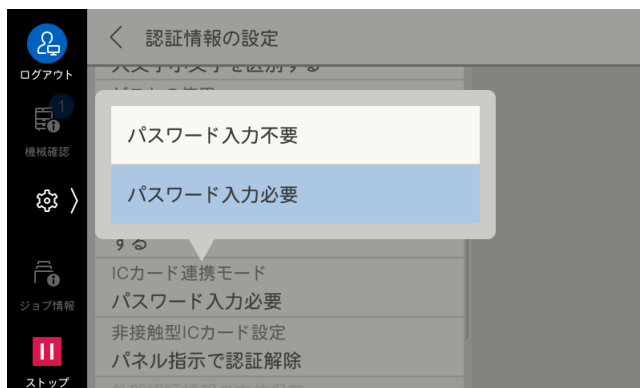 認証情報の設定
ログアウト
1
機械確認
パスワード入力不要
パスワード入力必要
する
ICカード連携モード
パスワード入力必要
ジョブ情報
非接触型ICカード設定
パネル指示で認証解除
ストップ